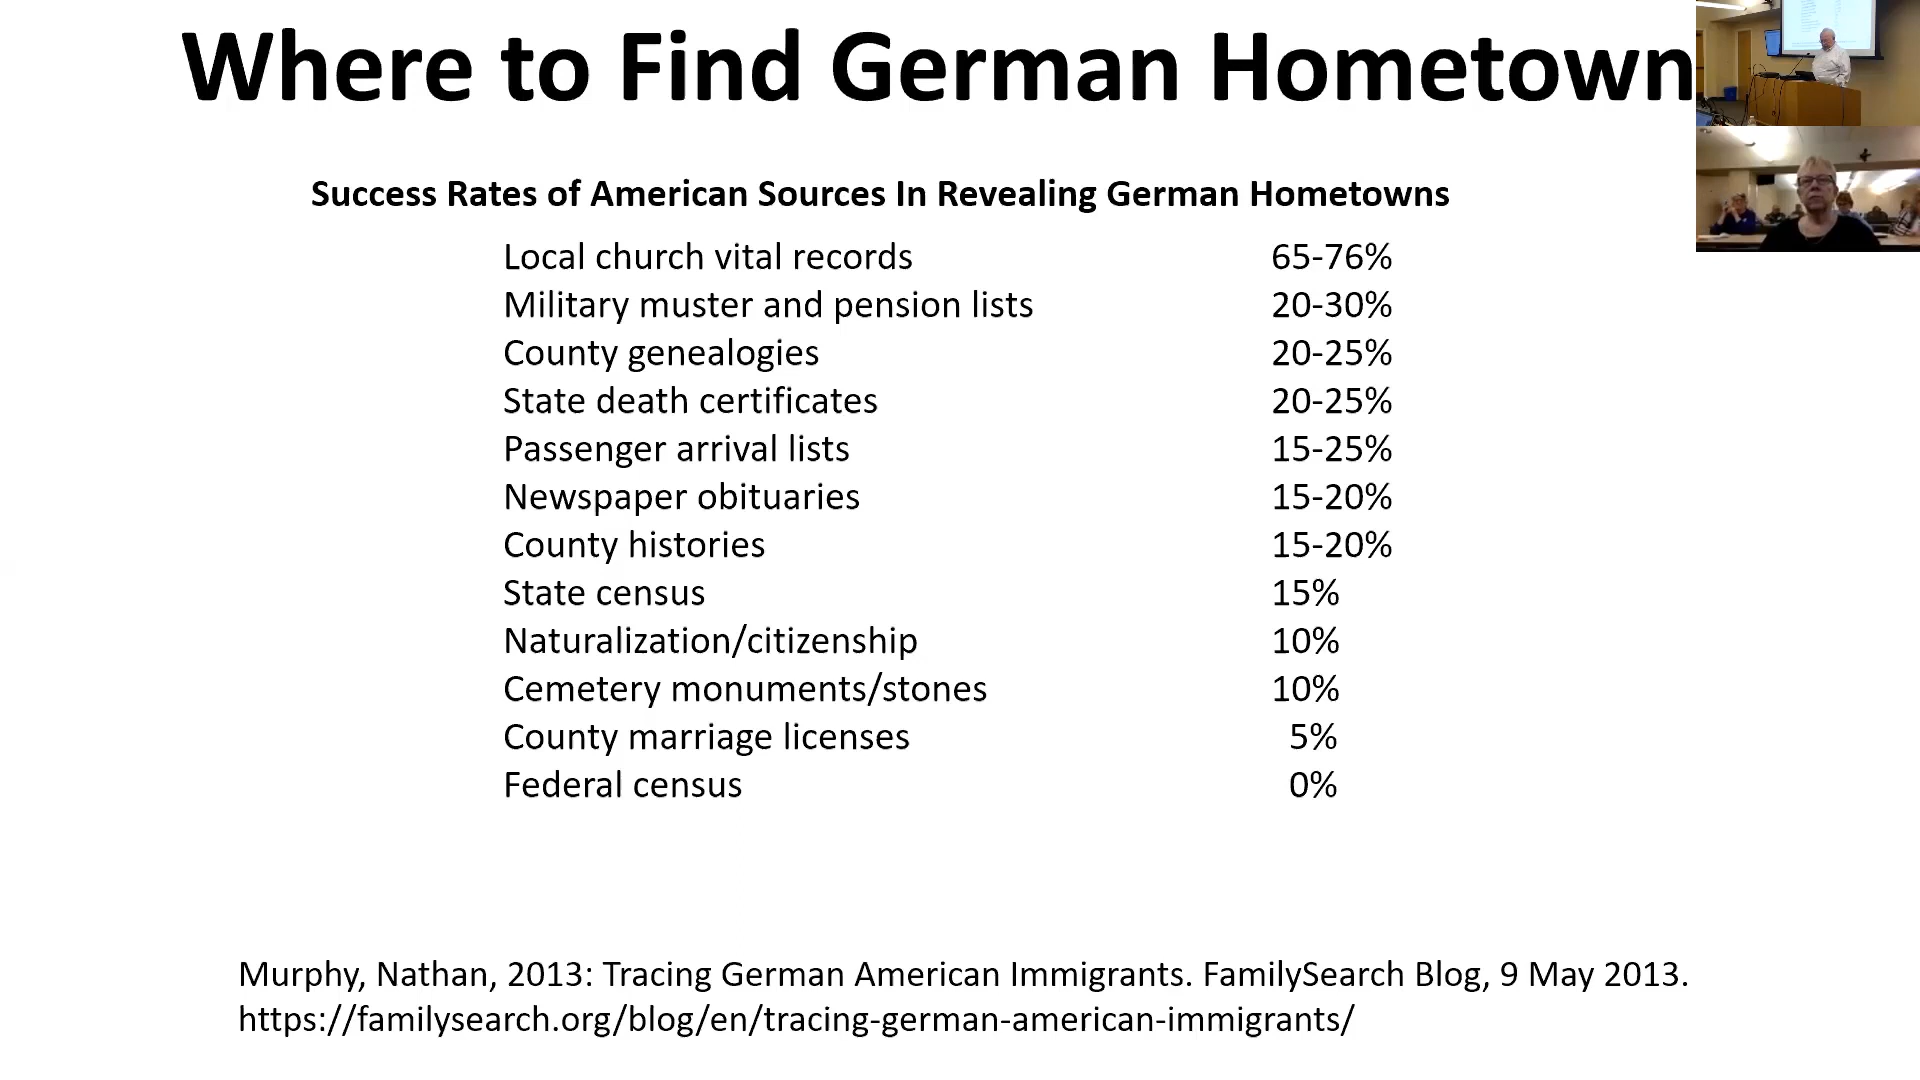 Where to Find German Hometown
Success Rates of American Sources In Revealing German Hometowns
Local church vital records 65-76%
Military muster and pension lists 20-30%
County genealogies 20-25%
State death certificates 20-25%
Passenger arrival lists 15-25%
Newspaper obituaries 15-20%
County histories 15-20%
State census 15%
Naturalization/citizenship 10%
Cemetery monuments/stones 10%
County marriage licenses 5%
Federal census 0%
Murphy, Nathan, 2013: Tracing German American Immigrants. FamilySearch Blog, 9 May 2013.
https://familysearch.org/blog/en/tracing-german-american-immigrants/